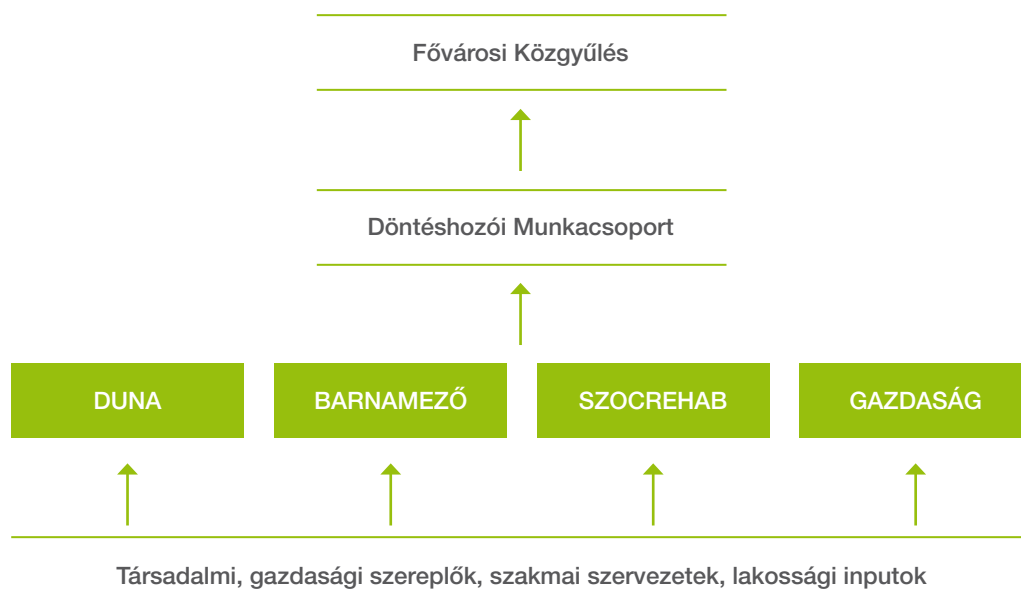 Fővárosi Közgyűlés
Döntéshozói Munkacsoport
DUNA
BARNAMEZŐ
SZOCREHAB
GAZDASÁG
Társadalmi, gazdasági szereplők, szakmai szervezetek, lakossági inputok